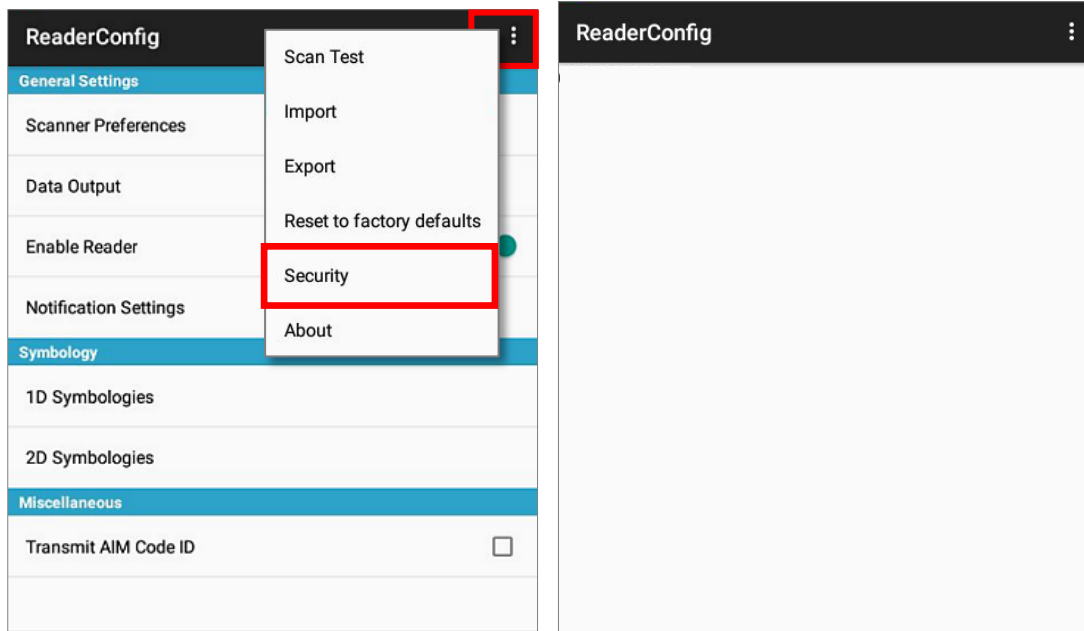 ReaderConfig
General Settings
Scanner Preferences
Data Output
Enable Reader
Notification Settings
Symbology
1D Symbologies
2D Symbologies
Miscellaneous
Transmit AIM Code ID
Scan Test
Import
Export
Reset to factory defaults
Security
About
ReaderConfig